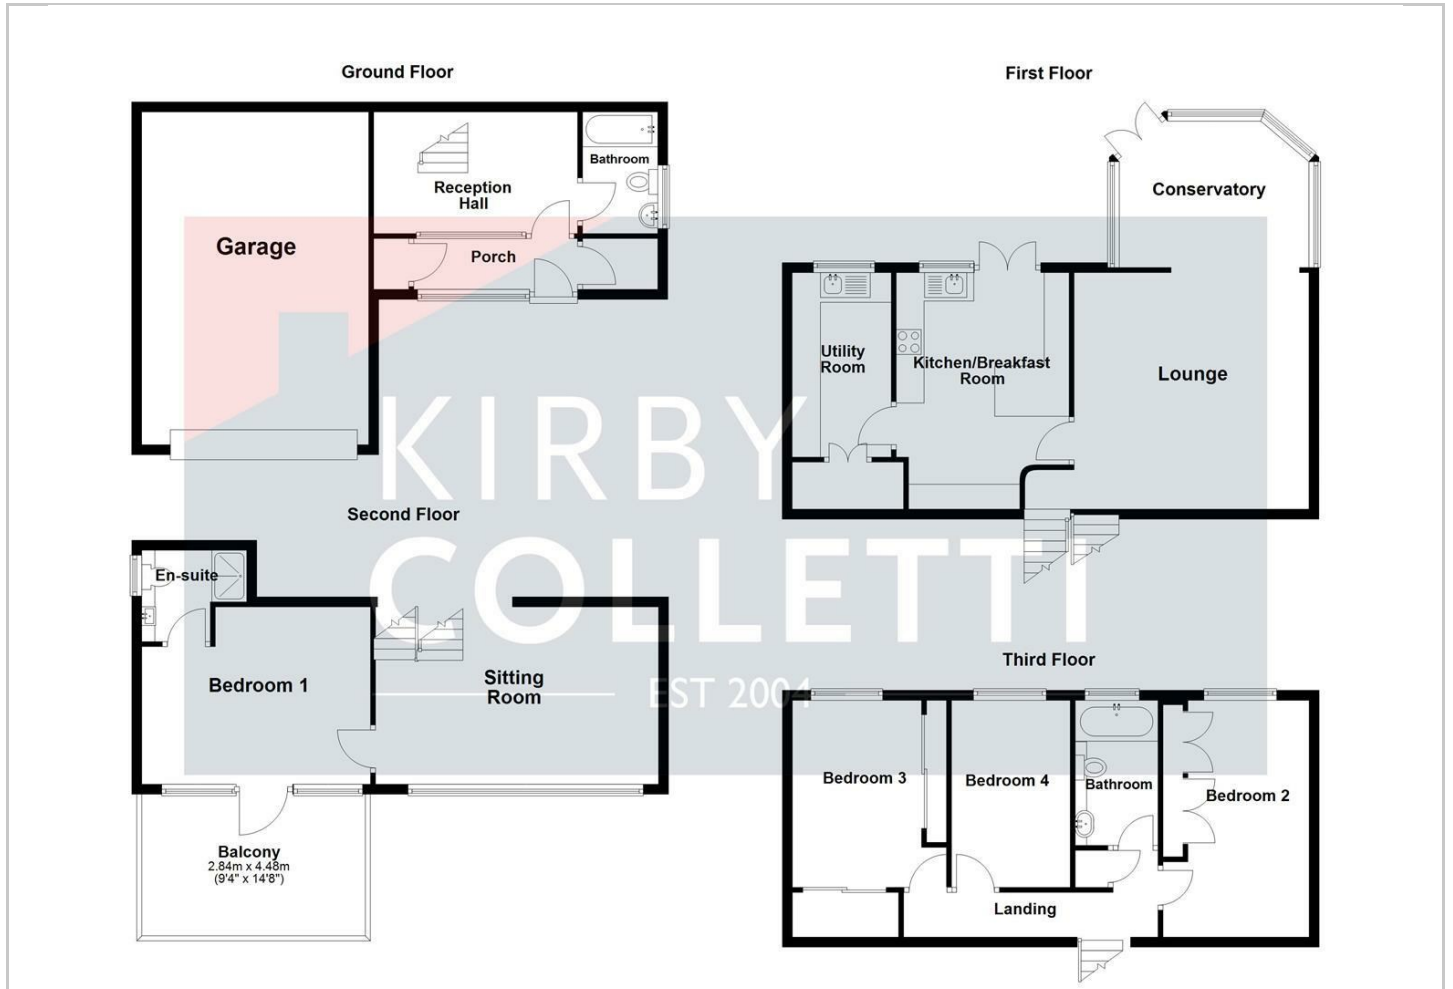 Ground Floor
Bathroom
Reception
Hall
Garage
Porch
First Floor
Conservatory
Utility
Room
Kitchen/Breakfast
Room
Lounge
Second Floor
En-suite
Bedroom 1
Sitting
Room
Balcony
2.84m x 4.48m
(9'4" x 14'8")
Third Floor
Bedroom 3
Bedroom 4
Bathroom
Bedroom 2
Landing
KIRBY
COLLETTI
EST 2004